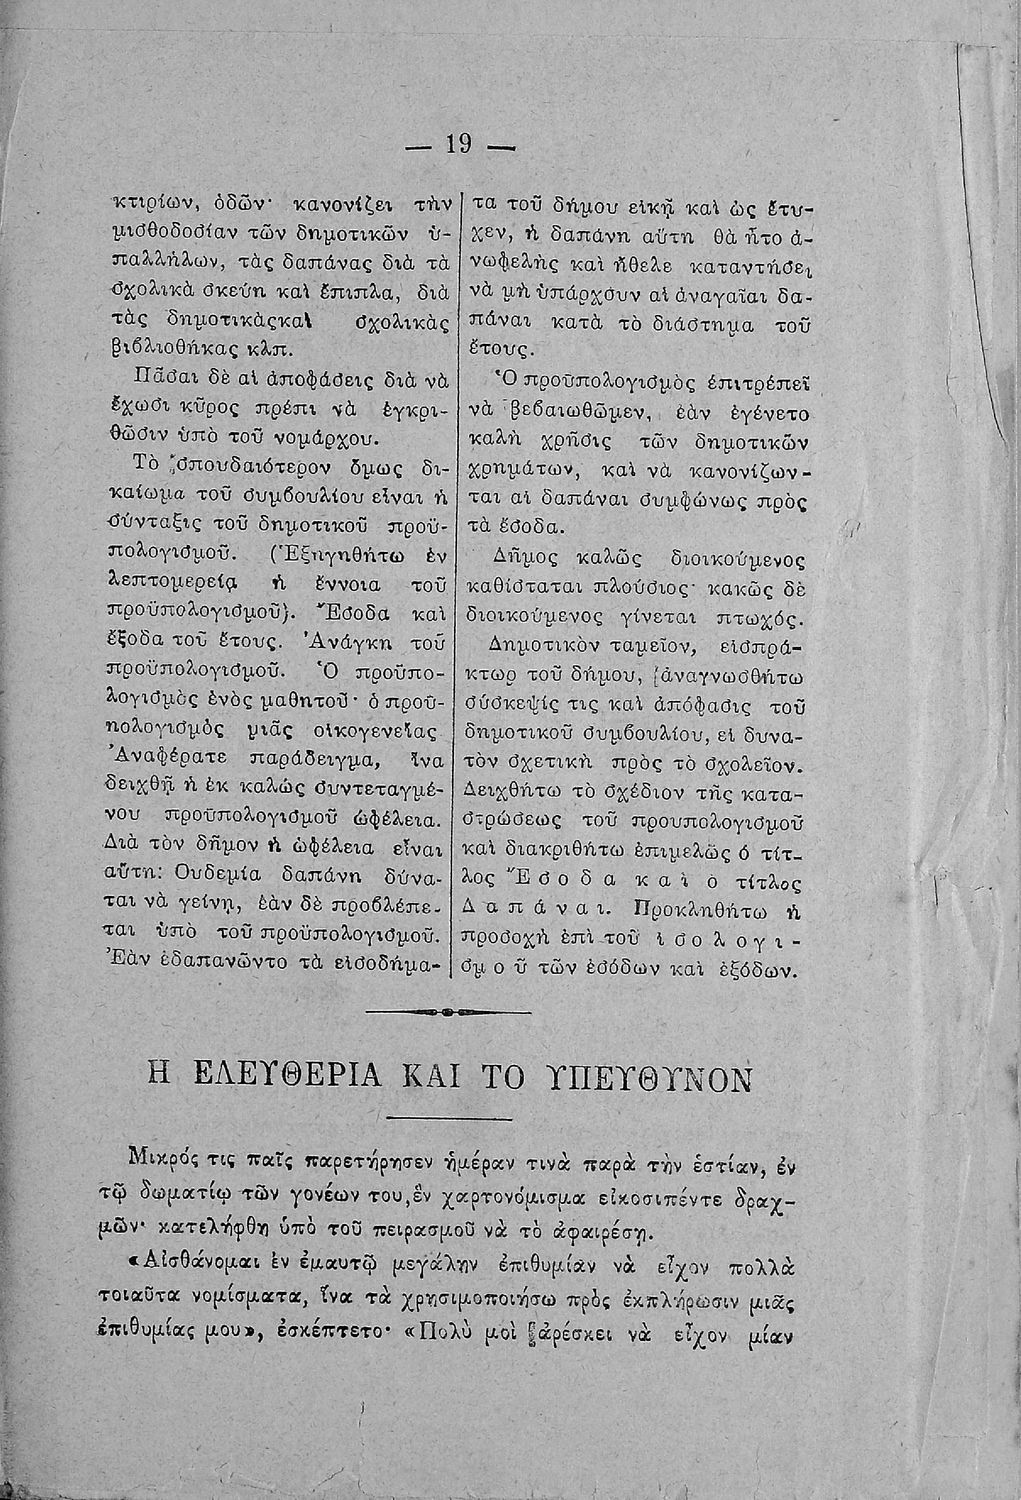 — 19 —
κτιρίων, ὁδῶν· κανονίζει τὴν
μισθοδοσίαν τῶν δημοτικῶν ὑ-
παλλήλων, τὰς δαπάνας διὰ τὰ
σχολικὰ σκεύη καὶ ἔπιπλα, διὰ
τὰς δημοτικὰςκαὶ σχολικὰς
βιβλιοθήκας κλπ.
Πᾶσαι δὲ αἱ ἀποφάσεις διὰ νὰ
ἔχωσι κῦρος πρέπι νὰ ἐγκρι-
θῶσιν ὑπὸ τοῦ νομάρχου.
Τὸ σπουδαιότερον ὅμως δι-
καίωμα τοῦ συμβουλίου εἶναι ἡ
σύνταξις τοῦ δημοτικοῦ προϋ-
πολογισμοῦ. (Ἐξηγηθήτω ἐν
λεπτομερείᾳ ἡ ἔννοια τοῦ
προϋπολογισμοῦ). Ἔσοδα καὶ
ἔξοδα τοῦ ἔτους. Ἀνάγκη τοῦ
προϋπολογισμοῦ. Ὁ προϋπο-
λογισμὸς ἑνὸς μαθητοῦ· ὁ προϋ-
πολογισμὸς μιᾶς οἰκογενείας
Ἀναφέρατε παράδειγμα, ἵνα
δειχθῇ ἡ ἐκ καλῶς συντεταγμέ-
νου προϋπολογισμοῦ ὠφέλεια.
Διὰ τὸν δῆμον ἡ ὠφέλεια εἶναι
αὕτη: Ουδεμία δαπάνη δύνα-
ται νὰ γείνῃ, ἐὰν δὲ προβλέπε-
ται ὑπὸ τοῦ προϋπολογισμοῦ.
Ἐὰν ἐδαπανῶντο τὰ εἰσοδήμα-
τα τοῦ δήμου εἰκῆ καὶ ὡς ἔτυ-
χεν, ἡ δαπάνη αὕτη θὰ ἦτο ἀ-
νωφελὴς καὶ ἤθελε καταντήσει
νὰ μὴ ὑπάρχουν αἱ ἀναγαῖαι δα-
πάναι κατὰ τὸ διάστημα τοῦ
ἔτους.
Ὁ προϋπολογισμὸς ἐπιτρέπεῖ
νὰ βεβαιωθῶμεν, ἐὰν ἐγένετο
καλὴ χρῆσις τῶν δημοτικῶν
χρημάτων, καὶ νὰ κανονίζων-
ται αἱ δαπάναι συμφώνως πρὸς
τὰ ἔσοδα.
Δῆμος καλῶς διοικούμενος
καθίσταται πλούσιος· κακῶς δὲ
διοικούμενος γίνεται πτωχός.
Δημοτικὸν ταμεῖον, εἰσπρά-
κτωρ τοῦ δήμου, (ἀναγνωσθήτω
σύσκεψίς τις καὶ ἀπόφασις τοῦ
δημοτικοῦ συμβουλίου, εἰ δυνα-
τὸν σχετικὴ πρὸς τὸ σχολεῖον.
Δειχθήτω τὸ σχέδιον τῆς κατα-
στρώσεως τοῦ προυπολογισμοῦ
καὶ διακριθήτω ἐπιμελῶς ὁ τίτ-
λος Ἔ σ ο δ α κ α ὶ ὁ τίτλος
Δ α π ά ν α ι. Προκληθήτω ἡ
προσοχὴ ἐπὶ τοῦ ἰ σ ο λ ο γ ι -
σμ ο ῦ τῶν ἐσόδων καὶ ἐξόδων.
Η ΕΛΕΥΘΕΡΙΑ ΚΑΙ ΤΟ ΥΠΕΥΘΥΝΟΝ
Μικρός τις παῖς παρετήρησεν ἡμέραν τινὰ παρὰ τὴν ἑστίαν, ἐν
τῷ δωματίῳ τῶν γονέων του,ἓν χαρτονόμισμα εἰκοσιπέντε δραχ-
μῶν· κατελήφθη ὑπὸ τοῦ πειρασμοῦ νὰ τὸ ἀφαιρέσῃ.
«Αἰσθάνομαι ἐν ἐμαυτῷ μεγάλην ἐπιθυμίαν νὰ εἶχον πολλὰ
τοιαῦτα νομίσματα, ἵνα τὰ χρησιμοποιήσω πρὸς ἐκπλήρωσιν μιᾶς
ἐπιθυμίας μου», ἐσκέπτετο· «Πολὺ μοὶ ἀρέσκει νὰ εἶχον μίαν